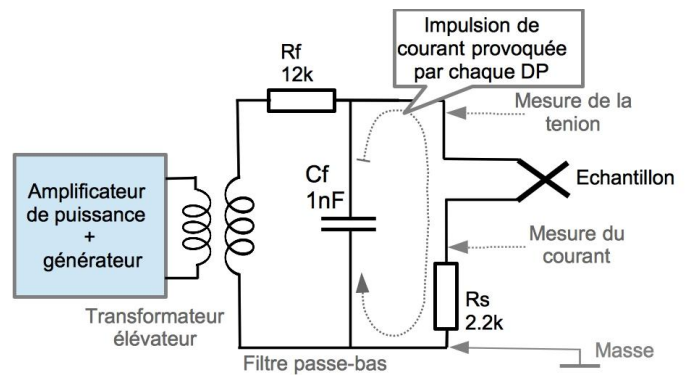 Impulsion de
courant provoquée
par chaque DP
Rf
12k
Mesure de la
tenion
Cf
1nF
Echantillon
Amplificateur
de puissance
+
générateur
Mesure du
courant
Rs
2.2k
Transformateur
élévateur
Filtre passe-bas
Masse